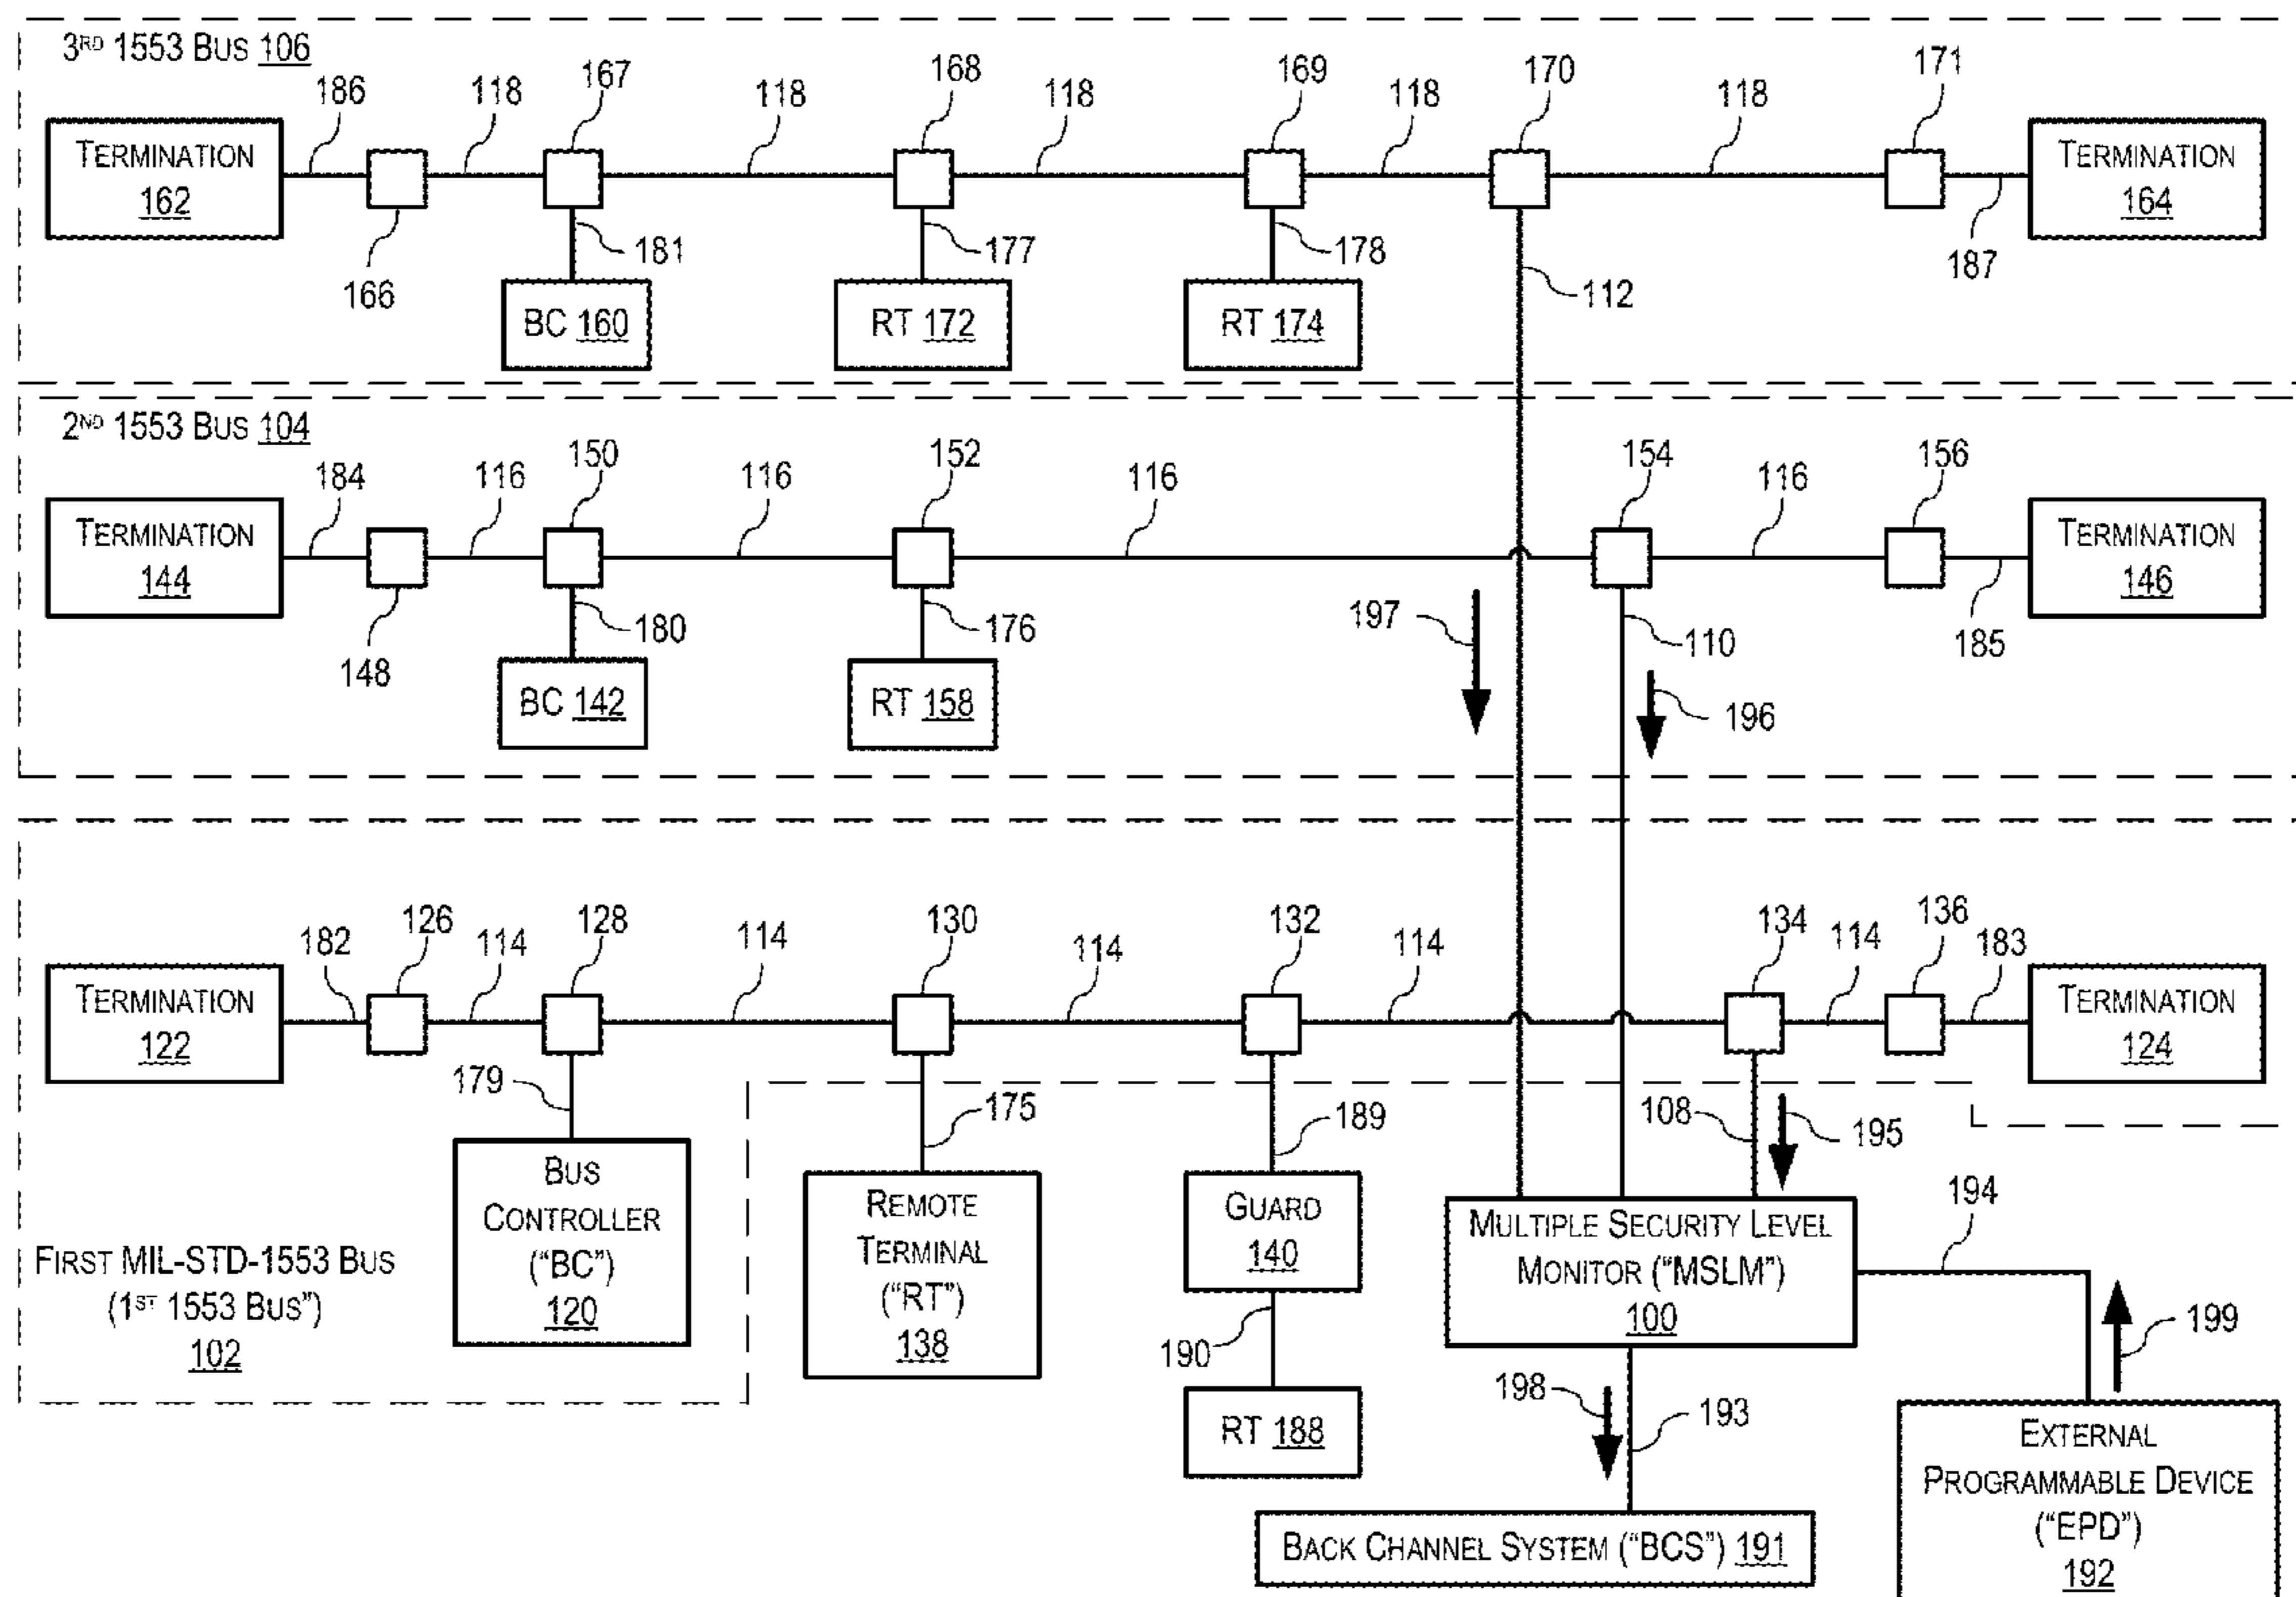 3RD 1553 BUS 106
186 118 167 118 168 118 169 118 170 118 171
TERMINATION
162
TERMINATION
164
166 181 177 178 112 187
BC 160
RT 172
RT 174
2ND 1553 BUS 104
184 116 150 116 152 116 154 116 156
TERMINATION
144
TERMINATION
146
148 180 176 197 110 185
BC 142
RT 158
196
182 126 114 128 114 130 114 132 114 134 114 136 183
TERMINATION
122
TERMINATION
124
179 175 189 108 195
BUS
CONTROLLER
("BC")
120
REMOTE
TERMINAL
("RT")
138
GUARD
140
MULTIPLE SECURITY LEVEL
MONITOR ("MSLM")
100
194
FIRST MIL-STD-1553 BUS
(1ST 1553 BUS")
102
190
199
RT 188
198 193
EXTERNAL
PROGRAMMABLE DEVICE
("EPD")
192
BACK CHANNEL SYSTEM ("BCS") 191